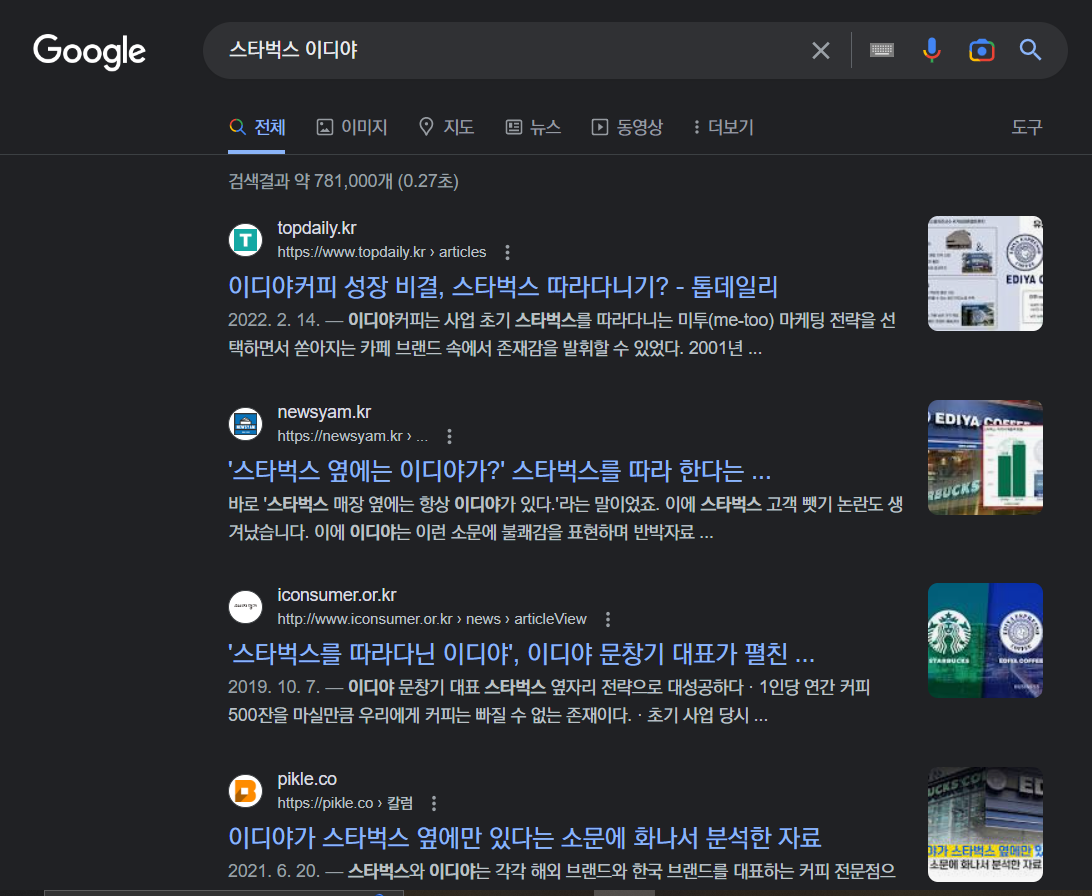 Google
스타벅스 이디야
전체 이미지 지도 뉴스 동영상 더보기 도구
검색결과 약 781,000개 (0.27초)
topdaily.kr
https://www.topdaily.kr › articles
이디야커피 성장 비결, 스타벅스 따라다니기? - 톱데일리
2022. 2. 14. — 이디야커피는 사업 초기 스타벅스를 따라다니는 미투(me-too) 마케팅 전략을 선
택하면서 쏟아지는 카페 브랜드 속에서 존재감을 발휘할 수 있었다. 2001년 ...
EDIYA
newsyam.kr
https://newsyam.kr › ...
'스타벅스 옆에는 이디야가?' 스타벅스를 따라 한다는 ...
바로 '스타벅스 매장 옆에는 항상 이디야가 있다.'라는 말이었죠. 이에 스타벅스 고객 뺏기 논란도 생
겨났습니다. 이에 이디야는 이런 소문에 불쾌감을 표현하며 반박자료 ...
EDIYA COFFEE
RBUCKS
iconsumer.or.kr
http://www.iconsumer.or.kr › news › articleView
'스타벅스를 따라다닌 이디야', 이디야 문창기 대표가 펼친 ...
2019. 10. 7. — 이디야 문창기 대표 스타벅스 옆자리 전략으로 대성공하다 · 1인당 연간 커피
500잔을 마실만큼 우리에게 커피는 빠질 수 없는 존재이다. · 초기 사업 당시 ...
STARBUCKS EDIYA COFFEE
BUSINESS
pikle.co
https://pikle.co › 칼럼
이디야가 스타벅스 옆에만 있다는 소문에 화나서 분석한 자료
2021. 6. 20. — 스타벅스와 이디야는 각각 해외 브랜드와 한국 브랜드를 대표하는 커피 전문점으
BUCKS CO ED
야가 스타벅스 옆에만 있
소문에 화나서 분석한 자료